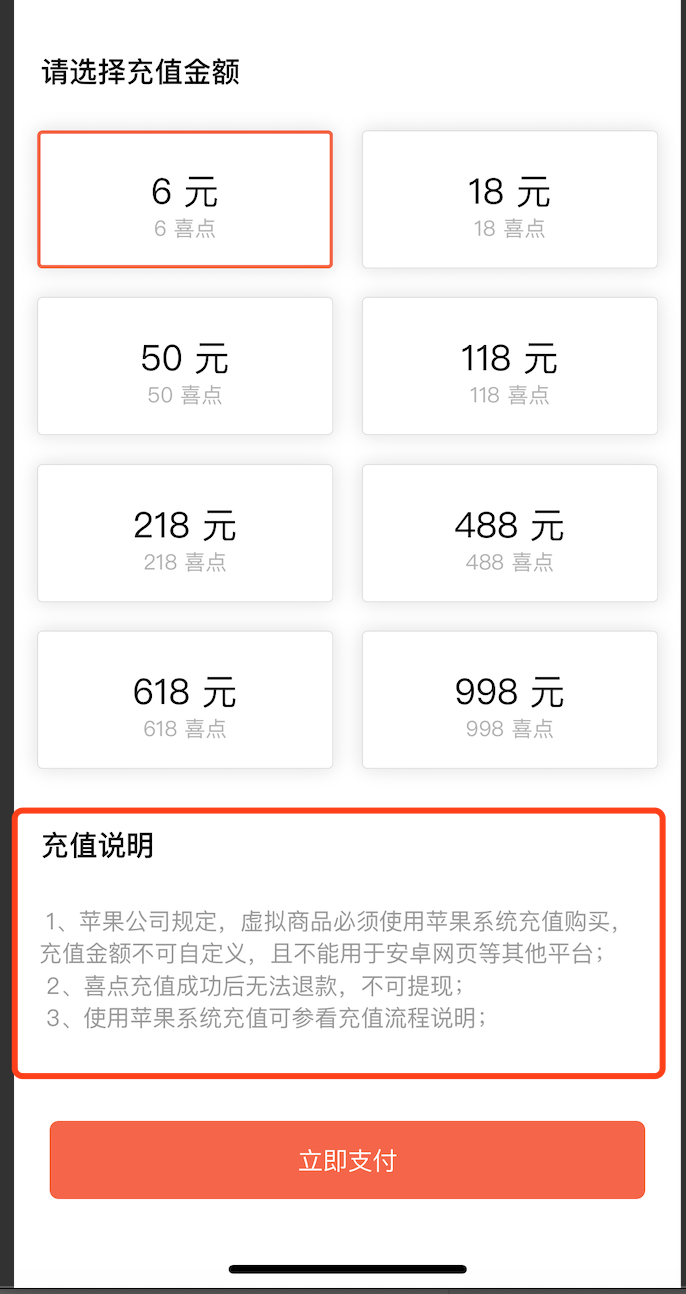 请选择充值金额
6 元
6 喜点
18 元
18 喜点
50 元
50 喜点
118 元
118 喜点
218 元
218 喜点
488 元
488 喜点
618 元
618 喜点
998 元
998 喜点
充值说明
1、苹果公司规定，虚拟商品必须使用苹果系统充值购买，
充值金额不可自定义，且不能用于安卓网页等其他平台；
2、喜点充值成功后无法退款，不可提现；
3、使用苹果系统充值可参看充值流程说明；
立即支付